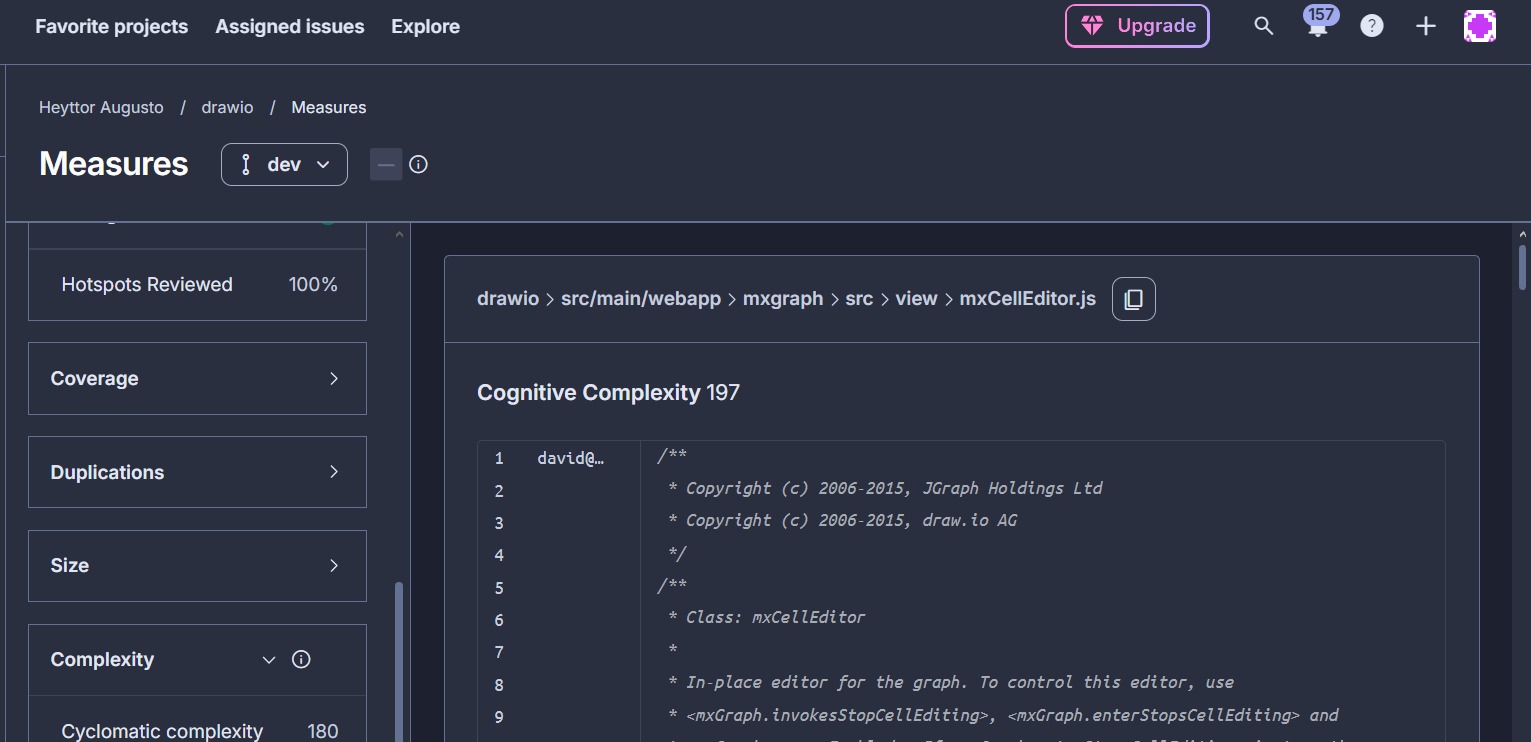 Favorite projects Assigned issues Explore Upgrade 157 ?
Heyttor Augusto / drawio / Measures
Measures dev
Hotspots Reviewed 100%
Coverage
Duplications
Size
Complexity
Cyclomatic complexity 180
drawio > src/main/webapp > mxgraph > src > view > mxCellEditor.js
Cognitive Complexity 197
1 david@… /**
2 * Copyright (c) 2006-2015, JGraph Holdings Ltd
3 * Copyright (c) 2006-2015, draw.io AG
4 */
5 /**
6 * Class: mxCellEditor
7 *
8 * In-place editor for the graph. To control this editor, use
9 * <mxGraph.invokesStopCellEditing>, <mxGraph.enterStopsCellEditing> and